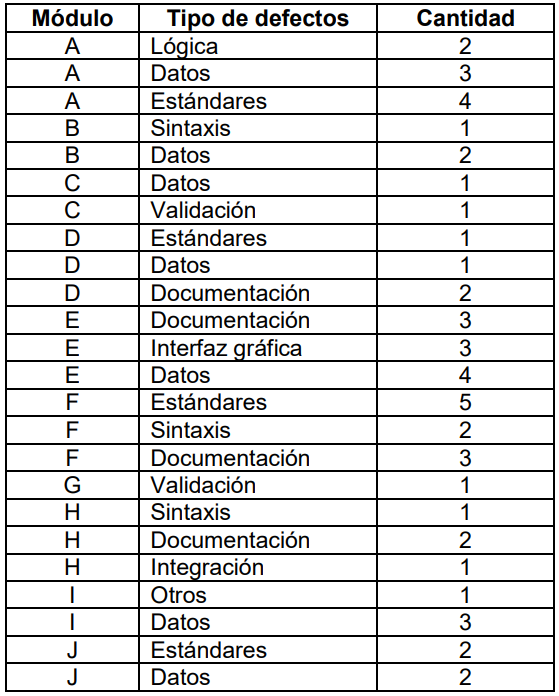 Módulo Tipo de defectos Cantidad
A Lógica 2
A Datos 3
A Estándares 4
B Sintaxis 1
B Datos 2
C Datos 1
C Validación 1
D Estándares 1
D Datos 1
D Documentación 2
E Documentación 3
E Interfaz gráfica 3
E Datos 4
F Estándares 5
F Sintaxis 2
F Documentación 3
G Validación 1
H Sintaxis 1
H Documentación 2
H Integración 1
I Otros 1
I Datos 3
J Estándares 2
J Datos 2